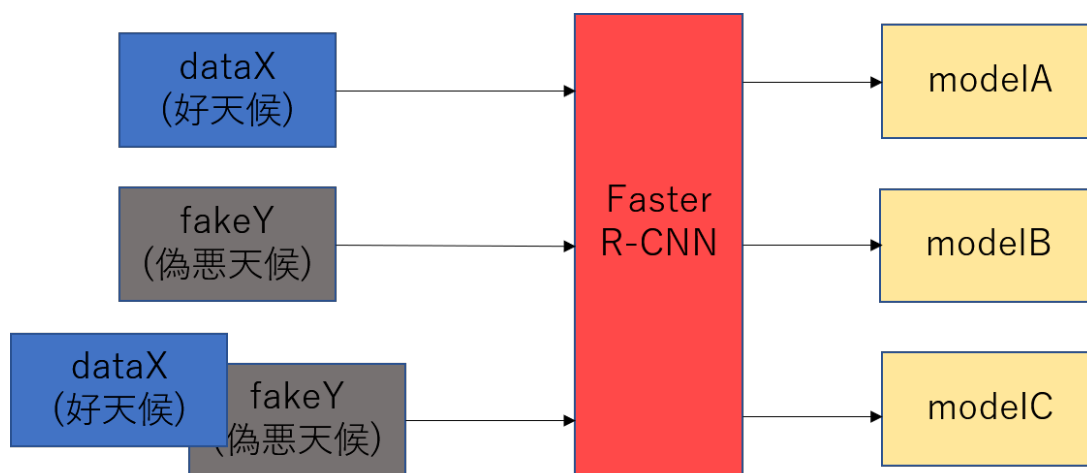 dataX
(好天候)
modelA
fakeY
(偽悪天候)
Faster
R-CNN
modelB
dataX
(好天候)
fakeY
(偽悪天候)
modelC